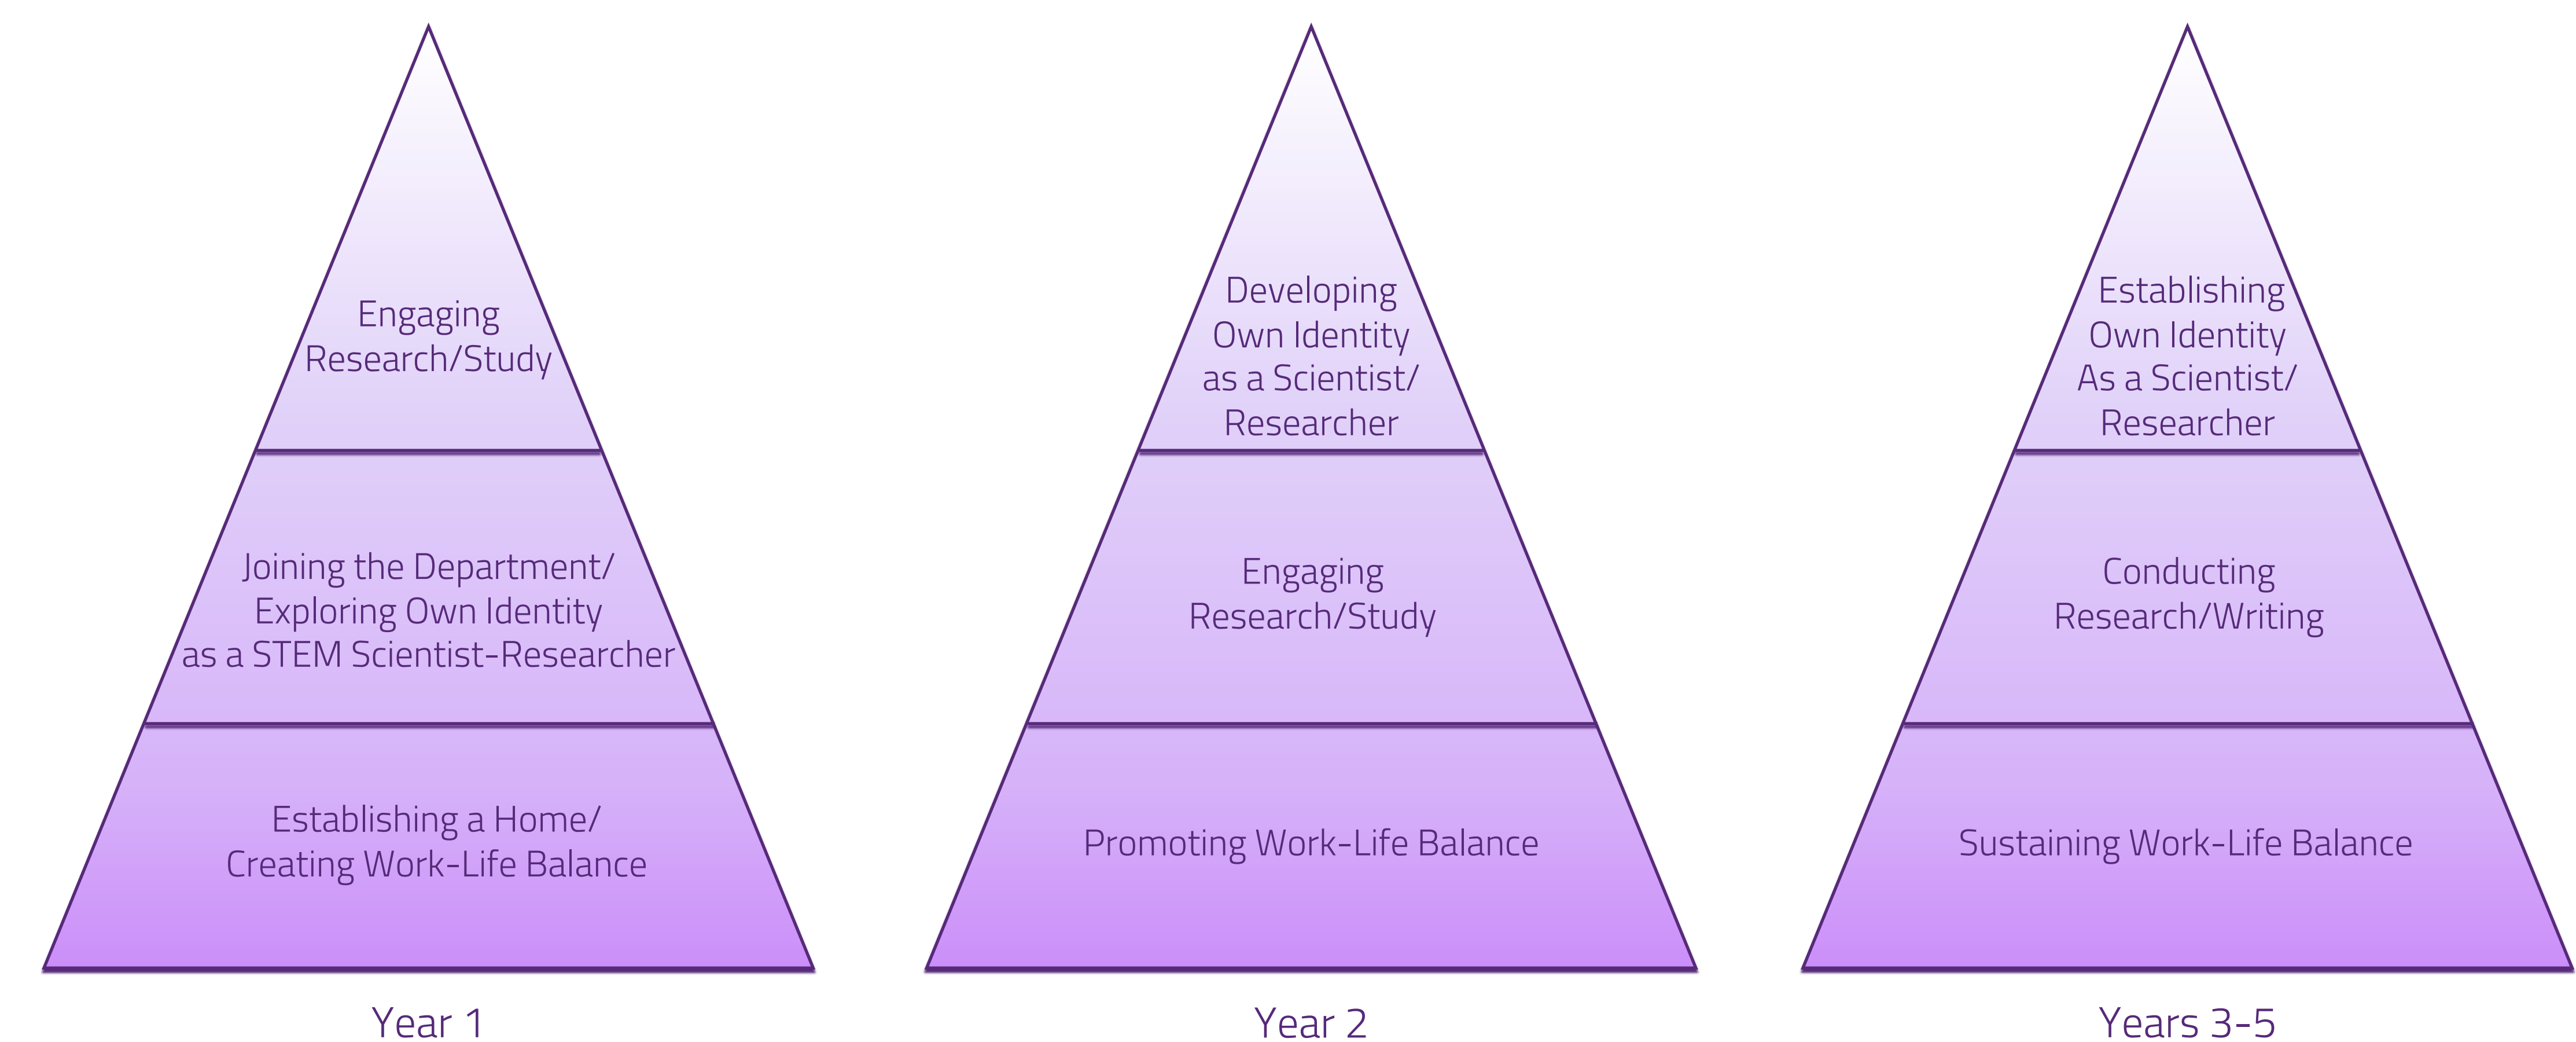 Engaging
Research/Study
Joining the Department/
Exploring Own Identity
as a STEM Scientist-Researcher
Establishing a Home/
Creating Work-Life Balance
Year 1
Developing
Own Identity
as a Scientist/
Researcher
Engaging
Research/Study
Promoting Work-Life Balance
Year 2
Establishing
Own Identity
As a Scientist/
Researcher
Conducting
Research/Writing
Sustaining Work-Life Balance
Years 3-5